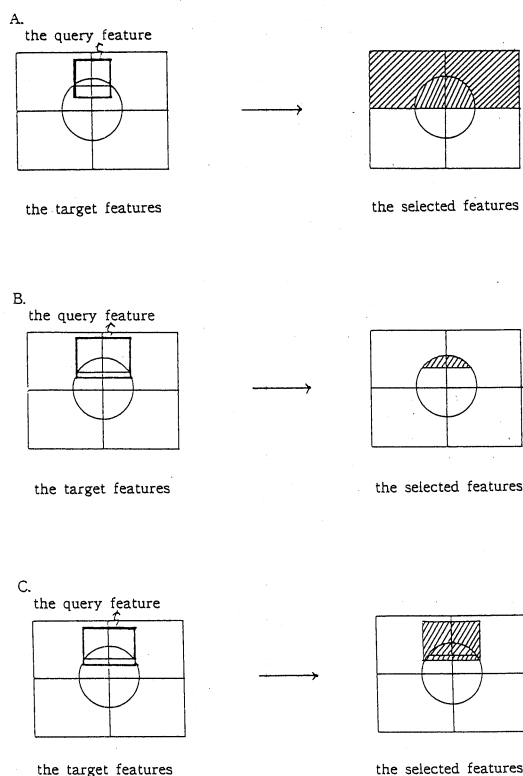 A.
the query feature
the target features
the selected features
B.
the query feature
the target features
the selected features
C.
the query feature
the target features
the selected features